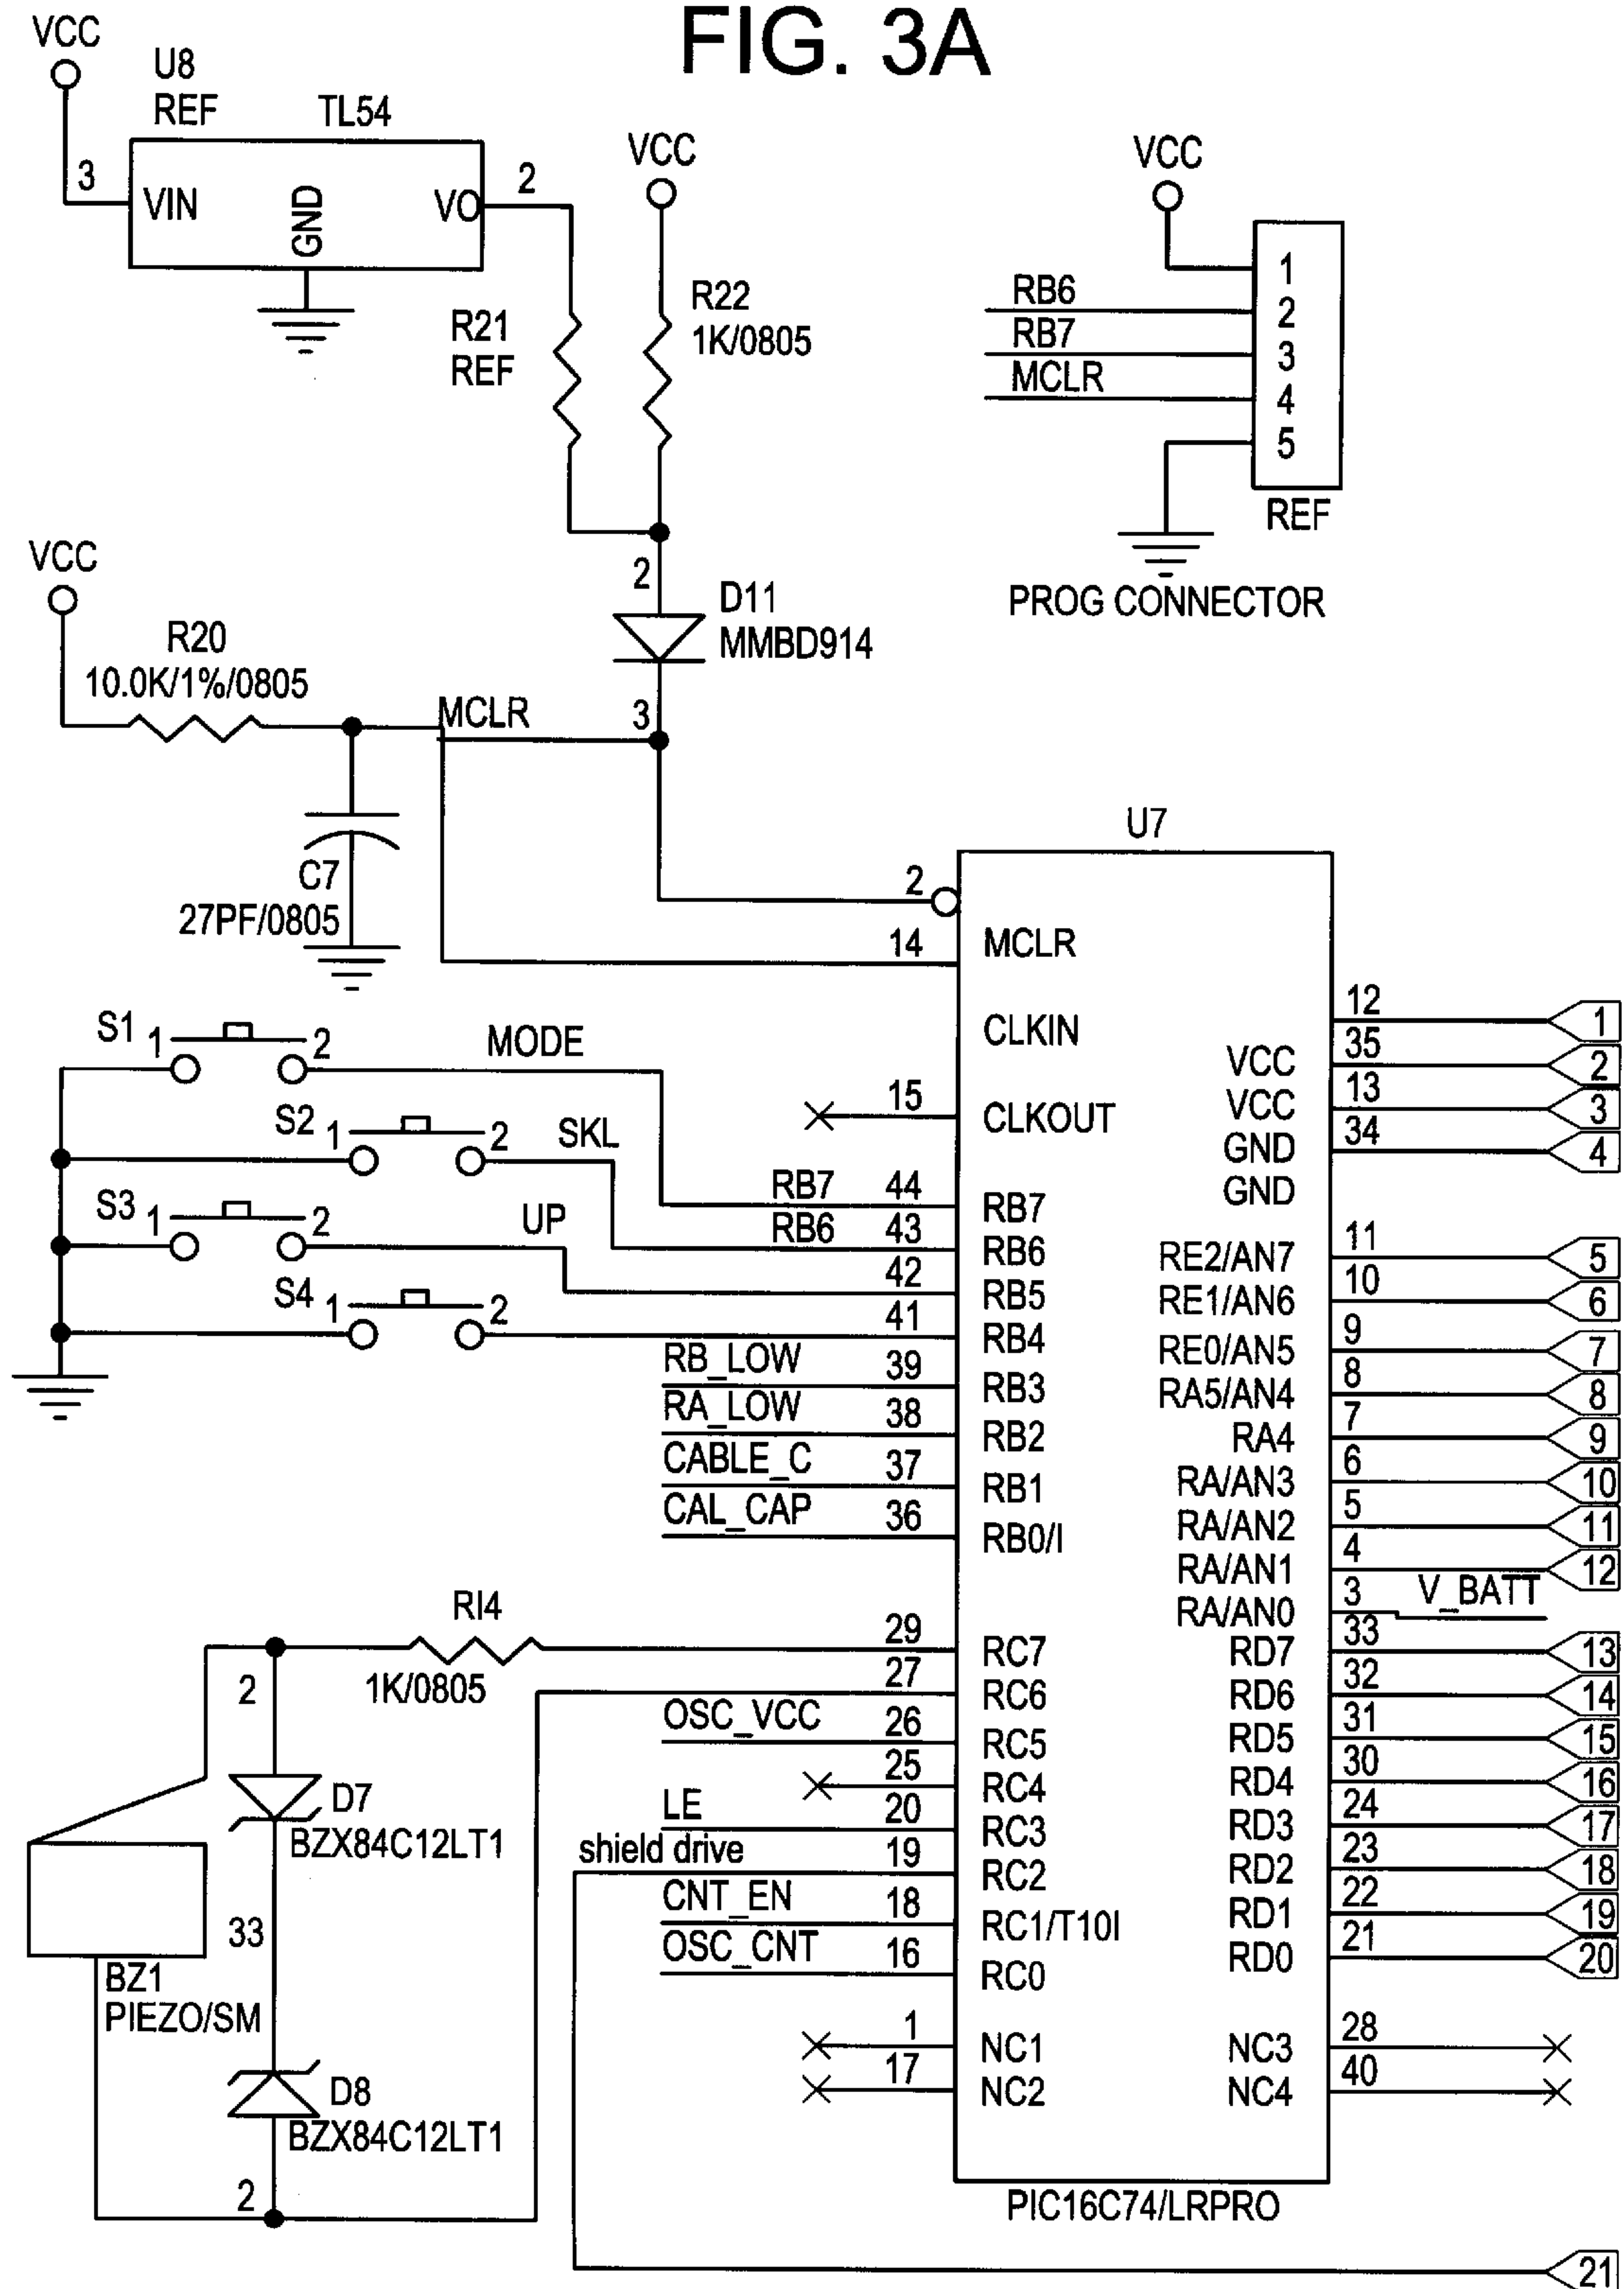 FIG. 3A
VCC
U8
REF
TL54
3
VIN
GND
VO
2
VCC
R21
REF
R22
1K/0805
VCC
1
RB6
2
RB7
3
MCLR
4
5
REF
PROG CONNECTOR
VCC
R20
10.0K/1%/0805
2
D11
MMBD914
MCLR
3
C7
27PF/0805
U7
2
14
MCLR
CLKIN
15
CLKOUT
S1
1
2
MODE
S2
1
2
SKL
S3
1
2
UP
S4
1
2
RB7
44
RB7
RB6
43
RB6
42
RB5
41
RB4
RB_LOW
39
RB3
RA_LOW
38
RB2
CABLE_C
37
RB1
CAL_CAP
36
RB0/I
12
1
VCC
35
2
VCC
13
3
GND
34
4
GND
RE2/AN7
11
5
RE1/AN6
10
6
RE0/AN5
9
7
RA5/AN4
8
8
RA4
7
9
RA/AN3
6
10
RA/AN2
5
11
RA/AN1
4
12
RA/AN0
3
V_BATT
RI4
1K/0805
29
RC7
27
RC6
OSC_VCC
26
RC5
25
RC4
LE
20
RC3
shield drive
19
RC2
CNT_EN
18
RC1/T10I
OSC_CNT
16
RC0
1
NC1
17
NC2
RD7
33
13
RD6
32
14
RD5
31
15
RD4
30
16
RD3
24
17
RD2
23
18
RD1
22
19
RD0
21
20
NC3
28
NC4
40
2
D7
BZX84C12LT1
33
BZ1
PIEZO/SM
D8
BZX84C12LT1
2
PIC16C74/LRPRO
21